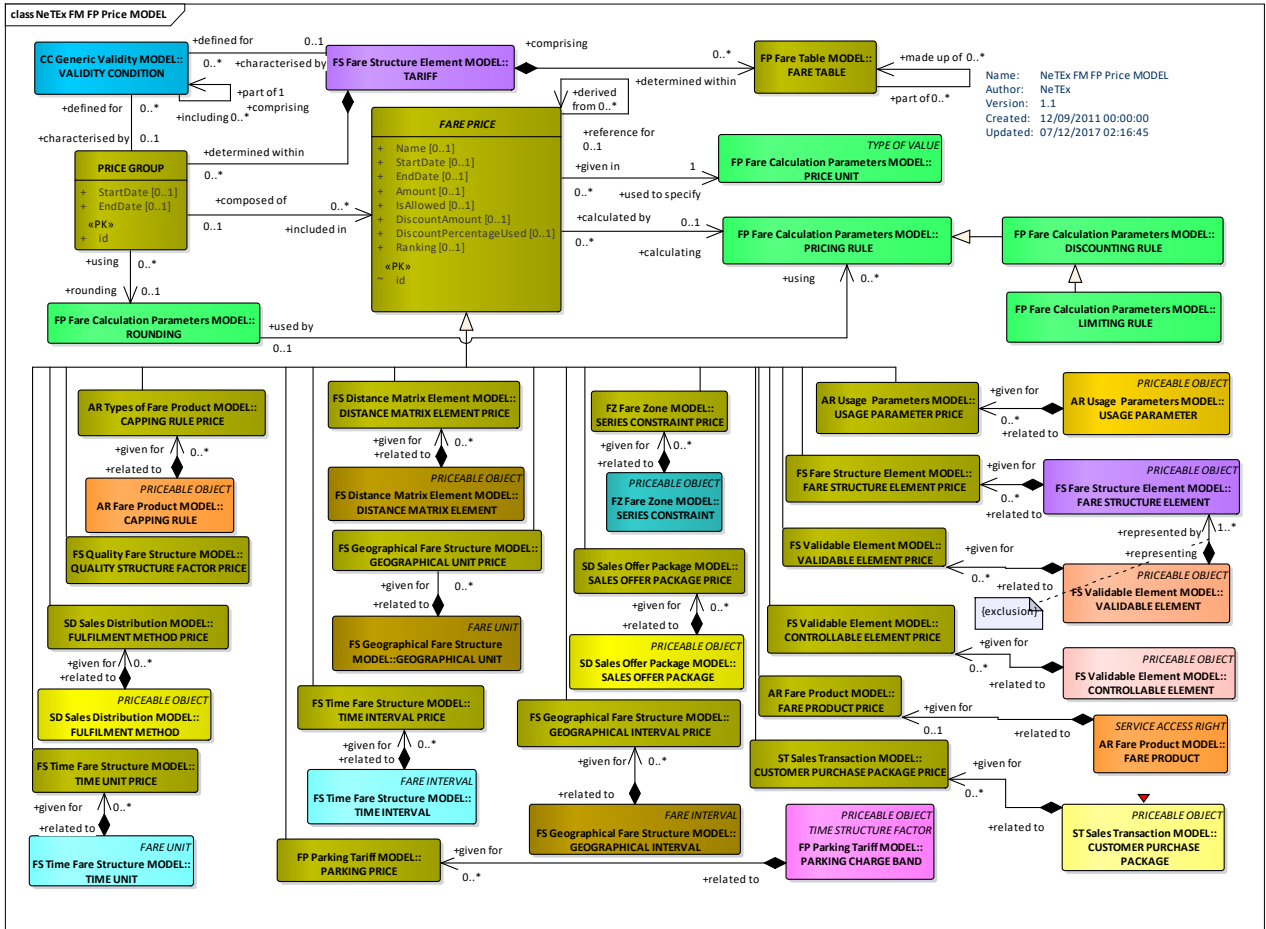 class NeTEx FM FP Price MODEL
CC Generic Validity MODEL::
VALIDITY CONDITION
+defined for
0..1
0..*
+characterised by
+part of 1
+comprising
+including 0..*
FS Fare Structure Element MODEL::
TARIFF
+comprising
0..*
FP Fare Table MODEL::
FARE TABLE
+made up of 0..*
+part of 0..*
+determined within
Name: NeTEx FM FP Price MODEL
Author: NeTEx
Version: 1.1
Created: 12/09/2011 00:00:00
Updated: 07/12/2017 02:16:45
+defined for
0..*
+characterised by
0..1
PRICE GROUP
+ StartDate [0..1]
+ EndDate [0..1]
«PK»
+ id
+determined within
0..*
+composed of
0..*
0..1
+included in
FARE PRICE
+ Name [0..1]
+ StartDate [0..1]
+ EndDate [0..1]
+ Amount [0..1]
+ IsAllowed [0..1]
+ DiscountAmount [0..1]
+ DiscountPercentageUsed [0..1]
+ Ranking [0..1]
«PK»
~ id
+derived
from 0..*
+reference for
0..1
+given in
1
0..*
+used to specify
TYPE OF VALUE
FP Fare Calculation Parameters MODEL::
PRICE UNIT
+calculated by
0..1
0..*
+calculating
FP Fare Calculation Parameters MODEL::
PRICING RULE
FP Fare Calculation Parameters MODEL::
DISCOUNTING RULE
FP Fare Calculation Parameters MODEL::
LIMITING RULE
+using
0..*
+using
0..*
+rounding
0..1
FP Fare Calculation Parameters MODEL::
ROUNDING
+used by
0..1
AR Types of Fare Product MODEL::
CAPPING RULE PRICE
+given for
0..*
+related to
PRICEABLE OBJECT
AR Fare Product MODEL::
CAPPING RULE
FS Quality Fare Structure MODEL::
QUALITY STRUCTURE FACTOR PRICE
SD Sales Distribution MODEL::
FULFILMENT METHOD PRICE
+given for
0..*
+related to
PRICEABLE OBJECT
SD Sales Distribution MODEL::
FULFILMENT METHOD
FS Time Fare Structure MODEL::
TIME UNIT PRICE
+given for
0..*
+related to
FARE UNIT
FS Time Fare Structure MODEL::
TIME UNIT
FS Distance Matrix Element MODEL::
DISTANCE MATRIX ELEMENT PRICE
+given for
0..*
+related to
PRICEABLE OBJECT
FS Distance Matrix Element MODEL::
DISTANCE MATRIX ELEMENT
FS Geographical Fare Structure MODEL::
GEOGRAPHICAL UNIT PRICE
+given for
0..*
+related to
FARE UNIT
FS Geographical Fare Structure
MODEL::GEOGRAPHICAL UNIT
FS Time Fare Structure MODEL::
TIME INTERVAL PRICE
+given for
0..*
+related to
FARE INTERVAL
FS Time Fare Structure MODEL::
TIME INTERVAL
FP Parking Tariff MODEL::
PARKING PRICE
+given for
0..*
+related to
PRICEABLE OBJECT
TIME STRUCTURE FACTOR
FP Parking Tariff MODEL::
PARKING CHARGE BAND
FZ Fare Zone MODEL::
SERIES CONSTRAINT PRICE
+given for
0..*
+related to
PRICEABLE OBJECT
FZ Fare Zone MODEL::
SERIES CONSTRAINT
SD Sales Offer Package MODEL::
SALES OFFER PACKAGE PRICE
+given for
0..*
+related to
PRICEABLE OBJECT
SD Sales Offer Package MODEL::
SALES OFFER PACKAGE
FS Geographical Fare Structure MODEL::
GEOGRAPHICAL INTERVAL PRICE
+given for
0..*
+related to
FARE INTERVAL
FS Geographical Fare Structure MODEL::
GEOGRAPHICAL INTERVAL
AR Usage Parameters MODEL::
USAGE PARAMETER PRICE
+given for
0..*
+related to
PRICEABLE OBJECT
AR Usage Parameters MODEL::
USAGE PARAMETER
FS Fare Structure Element MODEL::
FARE STRUCTURE ELEMENT PRICE
+given for
0..*
+related to
PRICEABLE OBJECT
FS Fare Structure Element MODEL::
FARE STRUCTURE ELEMENT
+represented by
1..*
+representing
FS Validable Element MODEL::
VALIDABLE ELEMENT PRICE
+given for
0..*
+related to
PRICEABLE OBJECT
FS Validable Element MODEL::
VALIDABLE ELEMENT
{exclusion}
FS Validable Element MODEL::
CONTROLLABLE ELEMENT PRICE
+given for
0..*
+related to
PRICEABLE OBJECT
FS Validable Element MODEL::
CONTROLLABLE ELEMENT
AR Fare Product MODEL::
FARE PRODUCT PRICE
+given for
0..1
+related to
SERVICE ACCESS RIGHT
AR Fare Product MODEL::
FARE PRODUCT
ST Sales Transaction MODEL::
CUSTOMER PURCHASE PACKAGE PRICE
+given for
0..*
+related to
PRICEABLE OBJECT
ST Sales Transaction MODEL::
CUSTOMER PURCHASE
PACKAGE